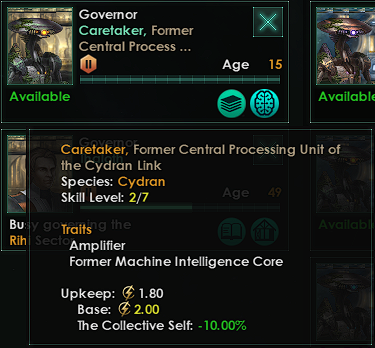 Governor
Caretaker, Former
Central Process ...
II
Age 15
Available
Available
Governor
Caretaker, Former Central Processing Unit of
the Cydran Link
Species: Cydran
Skill Level: 2/7
Age 49
Traits
Amplifier
Former Machine Intelligence Core
Busy governing the
Available
Upkeep: 1.80
Base: 2.00
The Collective Self: -10.00%